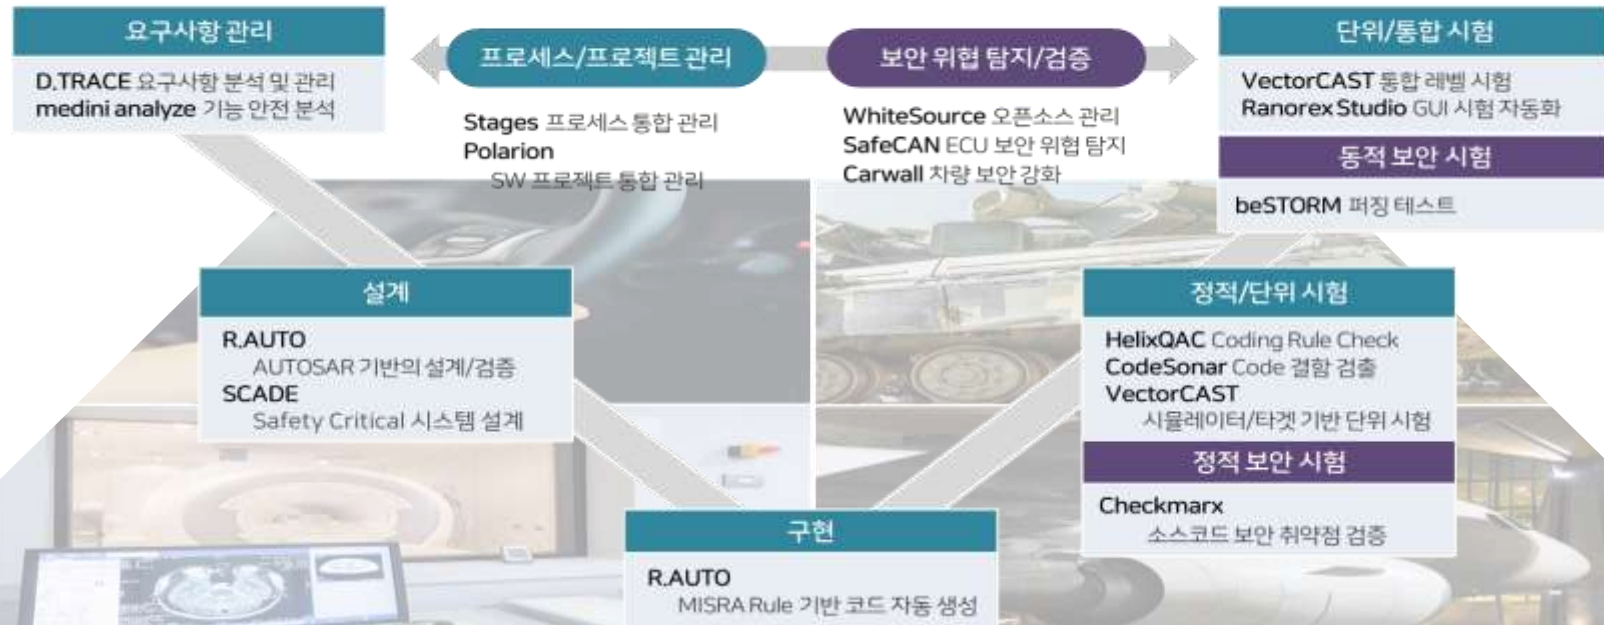 요구사항 관리
D.TRACE 요구사항 분석 및 관리
medini analyze 기능 안전 분석
프로세스/프로젝트 관리
Stages 프로세스 통합 관리
Polarion
SW 프로젝트 통합 관리
보안 위협 탐지/검증
WhiteSource 오픈소스 관리
SafeCAN ECU 보안 위협 탐지
Carwall 차량 보안 강화
단위/통합 시험
VectorCAST 통합 레벨 시험
Ranorex Studio GUI 시험 자동화
동적 보안 시험
beSTORM 퍼징 테스트
설계
R.AUTO
AUTOSAR 기반의 설계/검증
SCADE
Safety Critical 시스템 설계
정적/단위 시험
HelixQAC Coding Rule Check
CodeSonar Code 결함 검출
VectorCAST
시뮬레이터/타겟 기반 단위 시험
정적 보안 시험
Checkmarx
소스코드 보안 취약점 검증
구현
R.AUTO
MISRA Rule 기반 코드 자동 생성